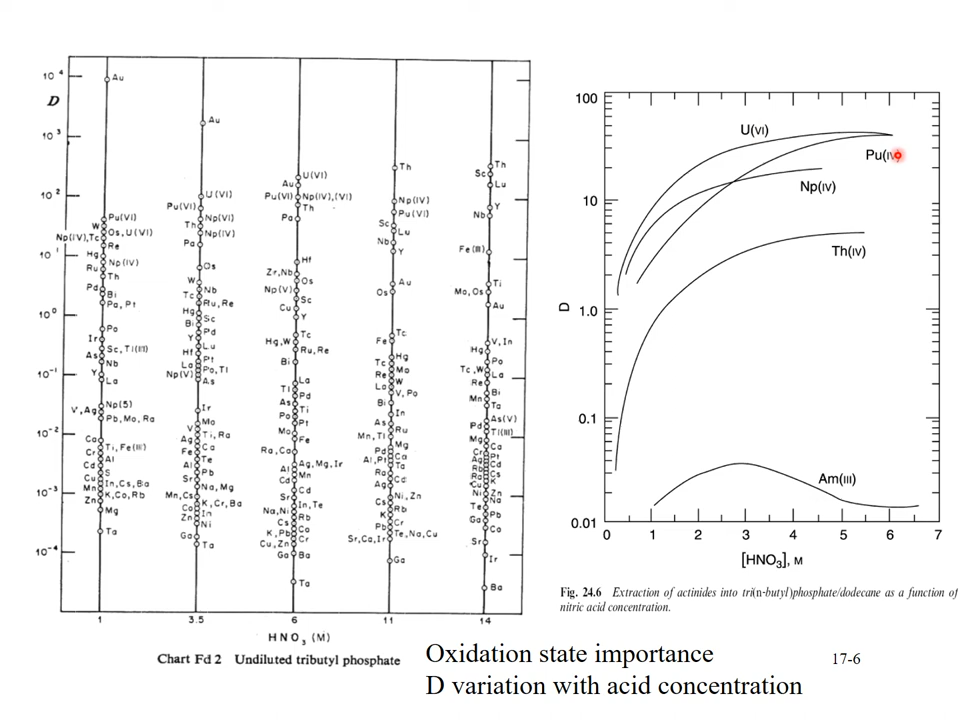 10 4
D
10 3
10 2
10 1
10 0
10 -1
10 -2
10 -3
10 -4
Au
Pu(VI)
W
Os, U(VI)
Np(IV),Tc
Re
Hg
Np(IV)
Ru
Th
Pd
Bi
Pa, Pt
Po
Ir
Sc, Tl(III)
As
Nb
Y
La
Np(5)
V, Ag
Pb, Mo, Ra
Ti, Fe(III)
Cr
Al
Cd
S
Cu
In, Cs, Ba
Mn
K, Co, Rb
Zn
Mg
Ta
Au
U(VI)
Pu(VI)
Np(VI)
Th
Np(IV)
Pa
Os
W
Nb
Tc
Ru, Re
Hg
Sc
Bi
Pd
Y
Lu
Hf
Pt
La
Po, Tl
Np(V)
As
Ir
Mo
V
Ti, Ra
Ag
Ca
Fe
Te
Al
Pb
Sr
Na, Mg
Mn, Cs
K, Cr, Ba
Co
In
Zn
Ni
Ga
Ta
U(VI)
Au
Pu(VI)
Np(IV),(VI)
Th
Pa
Hf
Zr, Nb
Os
Np(V)
Sc
Cu
Y
Tc
Hg, W
Ru, Re
Bi
La
Tl
Pd
As
Ti
Po
Pt
Mo
Fe
Ra, Ca
Ag, Mg, Ir
Al
Mn
Cd
Cd
Sr
In, Te
Na, Ni
Rb
Cs
Co
K, Pb
Cr
Cu, Zn
Ga
Ba
Ta
Th
Np(IV)
Pu(VI)
Sc
Lu
Nb
Y
Au
Os
Tc
Fe
Hg
Tc
Mo
Re
W
La
V, Po
Bi
In
As
Ru
Mn, Tl
Mg
Pd
Ca
Al, Pt
Ta
Ra
Cd
Ag
Ni, Zn
Cs
Rb
K
Cr
Pb
Te, Na, Cu
Sr, Ca, Ir
Ga
Th
Sc
Lu
Y
Nb
Fe(III)
Ti
Mo, Os
Au
V, In
Hg
Po
Tc, W
La
Re
Bi
Mn
Ta
As(V)
Pd
Tl(III)
Mg
Ca
Cr
Ag
Pt
Cd
Ra
Cs
Rb
K
Cu
Ni
Zn
Na
Te
Pb
Ga
Co
Sr
Ir
Ba
1 3.5 6 11 14
HNO3 (M)
Chart Fd 2 Undiluted tributyl phosphate
100
10
1.0
0.1
0.01
D
U(VI)
Pu(IV
Np(IV)
Th(IV)
Am(III)
0 1 2 3 4 5 6 7
[HNO3], M
Fig. 24.6 Extraction of actinides into tri(n-butyl)phosphate/dodecane as a function of
nitric acid concentration.
Oxidation state importance
D variation with acid concentration
17-6